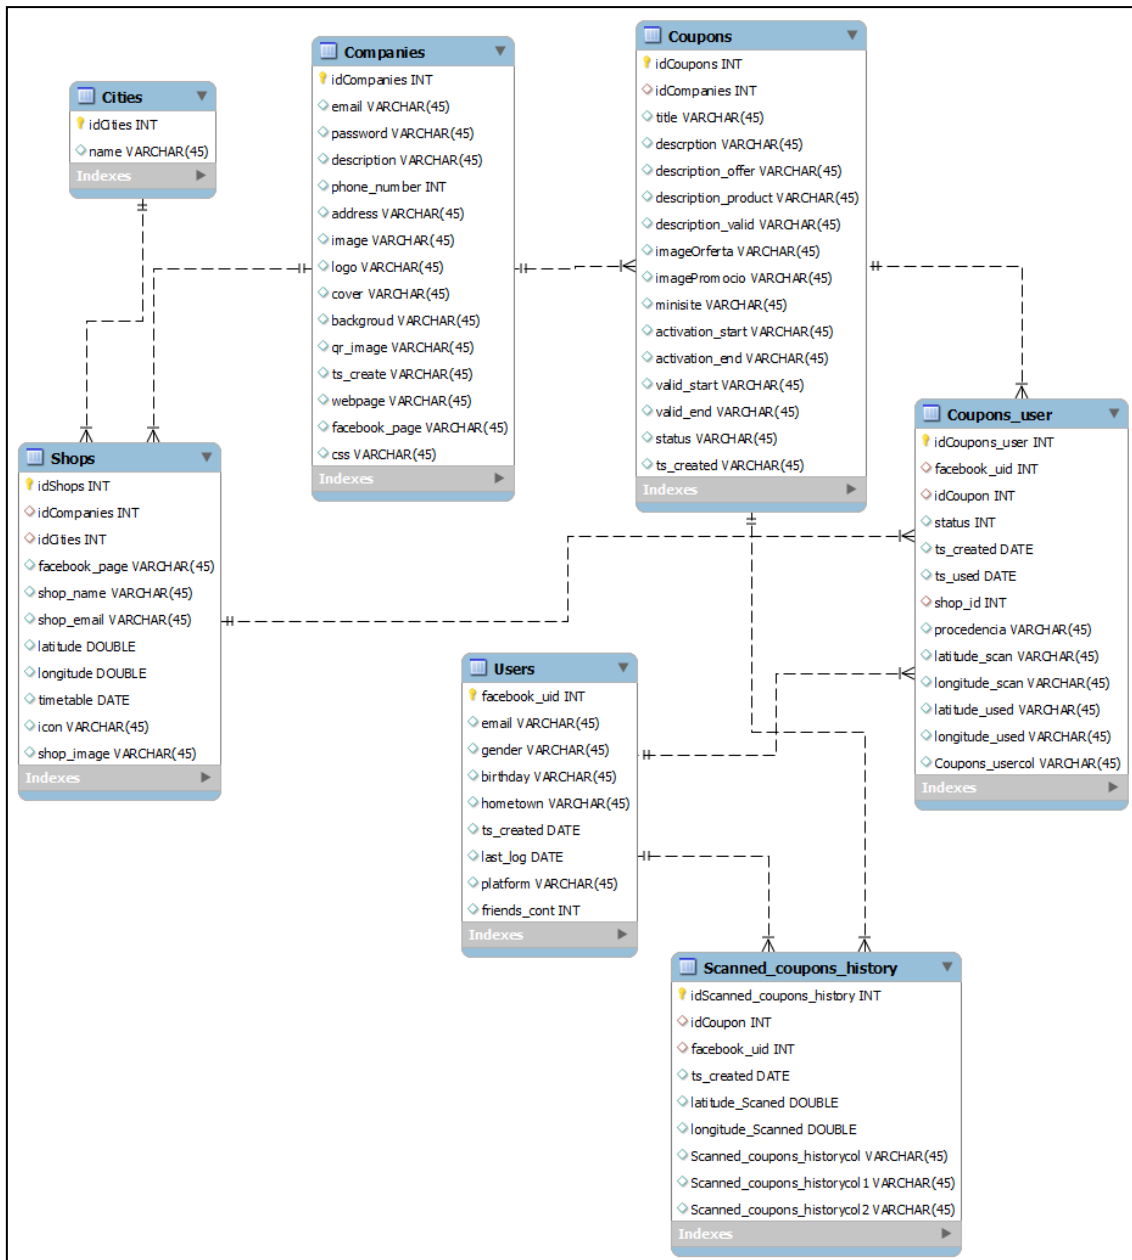 Cities
idCities INT
name VARCHAR(45)
Indexes
Companies
idCompanies INT
email VARCHAR(45)
password VARCHAR(45)
description VARCHAR(45)
phone_number INT
address VARCHAR(45)
image VARCHAR(45)
logo VARCHAR(45)
cover VARCHAR(45)
backgroud VARCHAR(45)
qr_image VARCHAR(45)
ts_create VARCHAR(45)
webpage VARCHAR(45)
facebook_page VARCHAR(45)
css VARCHAR(45)
Indexes
Coupons
idCoupons INT
idCompanies INT
title VARCHAR(45)
descrption VARCHAR(45)
description_offer VARCHAR(45)
description_product VARCHAR(45)
description_valid VARCHAR(45)
imageOrferta VARCHAR(45)
imagePromocio VARCHAR(45)
minisite VARCHAR(45)
activation_start VARCHAR(45)
activation_end VARCHAR(45)
valid_start VARCHAR(45)
valid_end VARCHAR(45)
status VARCHAR(45)
ts_created VARCHAR(45)
Indexes
Shops
idShops INT
idCompanies INT
idCities INT
facebook_page VARCHAR(45)
shop_name VARCHAR(45)
shop_email VARCHAR(45)
latitude DOUBLE
longitude DOUBLE
timetable DATE
icon VARCHAR(45)
shop_image VARCHAR(45)
Indexes
Coupons_user
idCoupons_user INT
facebook_uid INT
idCoupon INT
status INT
ts_created DATE
ts_used DATE
shop_id INT
procedencia VARCHAR(45)
latitude_scan VARCHAR(45)
longitude_scan VARCHAR(45)
latitude_used VARCHAR(45)
longitude_used VARCHAR(45)
Coupons_usercol VARCHAR(45)
Indexes
Users
facebook_uid INT
email VARCHAR(45)
gender VARCHAR(45)
birthday VARCHAR(45)
hometown VARCHAR(45)
ts_created DATE
last_log DATE
platform VARCHAR(45)
friends_cont INT
Indexes
Scanned_coupons_history
idScanned_coupons_history INT
idCoupon INT
facebook_uid INT
ts_created DATE
latitude_Scaned DOUBLE
longitude_Scanned DOUBLE
Scanned_coupons_historycol VARCHAR(45)
Scanned_coupons_historycol1 VARCHAR(45)
Scanned_coupons_historycol2 VARCHAR(45)
Indexes